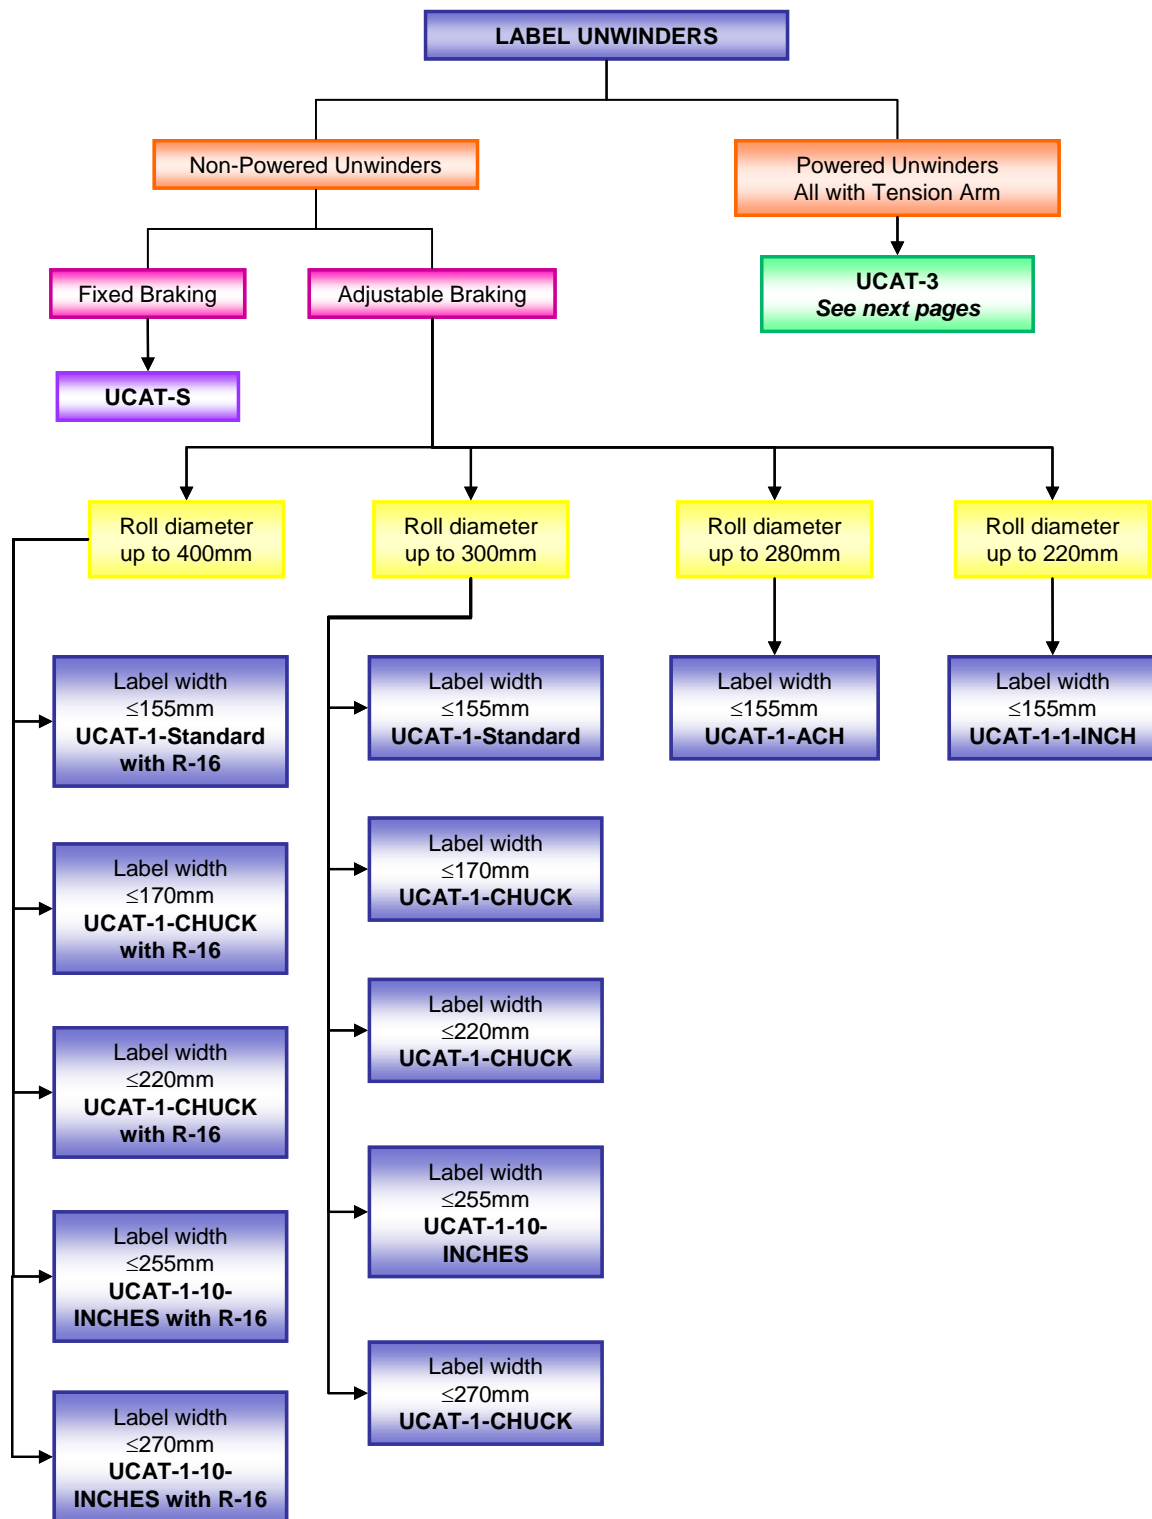 LABEL UNWINDERS
Non-Powered Unwinders
Powered Unwinders
All with Tension Arm
Fixed Braking
Adjustable Braking
UCAT-3
See next pages
UCAT-S
Roll diameter
up to 400mm
Roll diameter
up to 300mm
Roll diameter
up to 280mm
Roll diameter
up to 220mm
Label width
≤155mm
UCAT-1-Standard
with R-16
Label width
≤155mm
UCAT-1-Standard
Label width
≤155mm
UCAT-1-ACH
Label width
≤155mm
UCAT-1-1-INCH
Label width
≤170mm
UCAT-1-CHUCK
with R-16
Label width
≤170mm
UCAT-1-CHUCK
Label width
≤220mm
UCAT-1-CHUCK
with R-16
Label width
≤220mm
UCAT-1-CHUCK
Label width
≤255mm
UCAT-1-10-
INCHES with R-16
Label width
≤255mm
UCAT-1-10-
INCHES
Label width
≤270mm
UCAT-1-10-
INCHES with R-16
Label width
≤270mm
UCAT-1-CHUCK